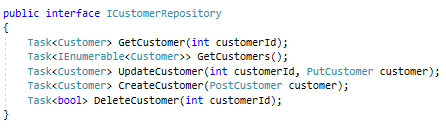 public interface ICustomerRepository
{
    Task<Customer> GetCustomer(int customerId);
    Task<IEnumerable<Customer>> GetCustomers();
    Task<Customer> UpdateCustomer(int customerId, PutCustomer customer);
    Task<Customer> CreateCustomer(PostCustomer customer);
    Task<bool> DeleteCustomer(int customerId);
}